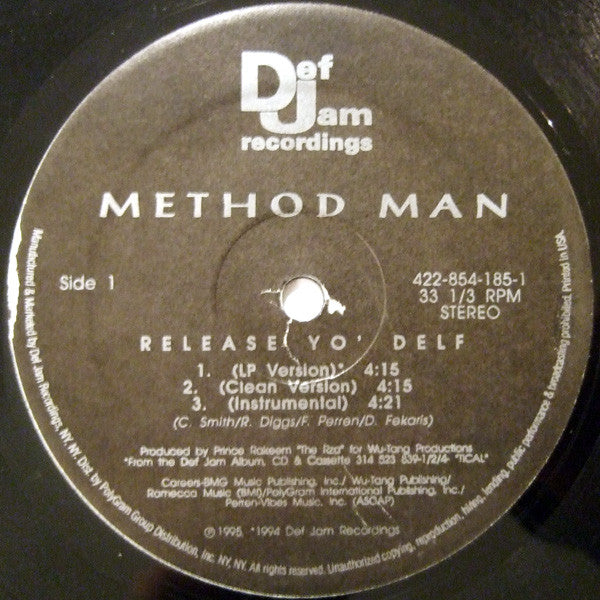 Def
Jam
recordings
METHOD MAN
Side 1
422-854-185-1
33 1/3 RPM
STEREO
RELEASE YO' DELF
1. (LP Version)* 4:15
2. (Clean Version) 4:15
3. (Instrumental) 4:21
(C. Smith/R. Diggs/F. Perren/D. Fekaris)
Produced by Prince Rakeem "The Rza" for Wu-Tang Productions
*From the Def Jam Album, CD & Cassette 314 523 839-1/2/4- "TICAL"
Careers-BMG Music Publishing, Inc./ Wu-Tang Publishing/
Ramecca Music (BMI)/PolyGram International Publishing, Inc./
Perren-Vibes Music, Inc. (ASCAP)
℗ 1995, *1994 Def Jam Recordings
Manufactured & Marketed by Def Jam Recordings, NY, NY. Dist. by PolyGram Group Distribution, Inc. NY, NY. All rights reserved. Unauthorized copying, reproduction, hiring, lending, public performance & broadcasting prohibited. Printed in USA.